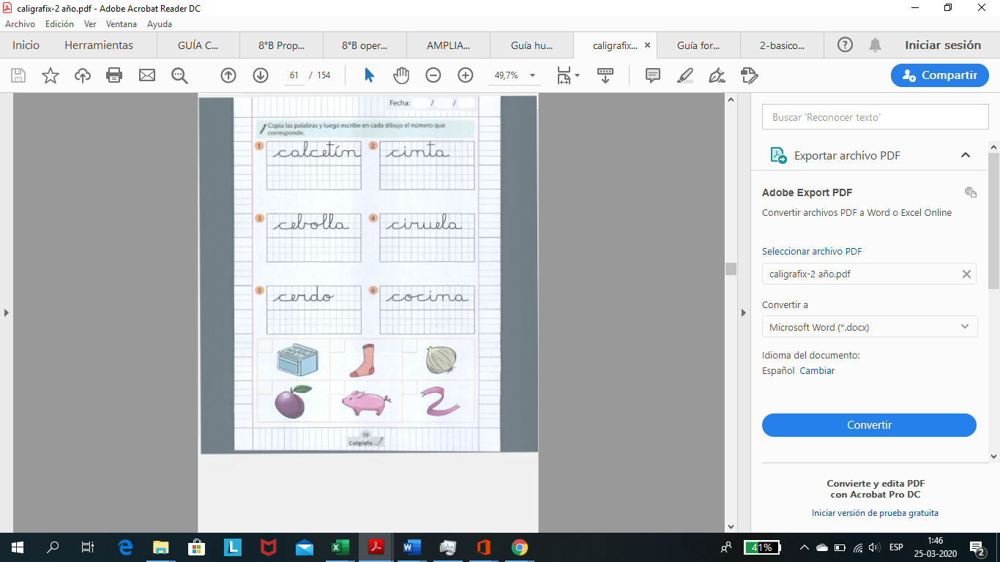 caligrafix-2 año.pdf - Adobe Acrobat Reader DC
Archivo Edición Ver Ventana Ayuda
Inicio Herramientas GUÍA C... 8°B Prop... 8°B oper... AMPLIA... Guía hu... caligrafix... Guía for... 2-basico... Iniciar sesión
61 / 154 49,7% Compartir
Fecha: / /
Copia las palabras y luego escribe en cada dibujo el número que
corresponde.
1 calcetín 2 cinta
3 cebolla 4 ciruela
5 cerdo 6 cocina
59
Caligrafix
Buscar 'Reconocer texto'
Exportar archivo PDF
Adobe Export PDF
Convertir archivos PDF a Word o Excel Online
Seleccionar archivo PDF
caligrafix-2 año.pdf
Convertir a
Microsoft Word (*.docx)
Idioma del documento:
Español Cambiar
Convertir
Convierte y edita PDF
con Acrobat Pro DC
Iniciar versión de prueba gratuita
41% ESP 1:46
25-03-2020 2